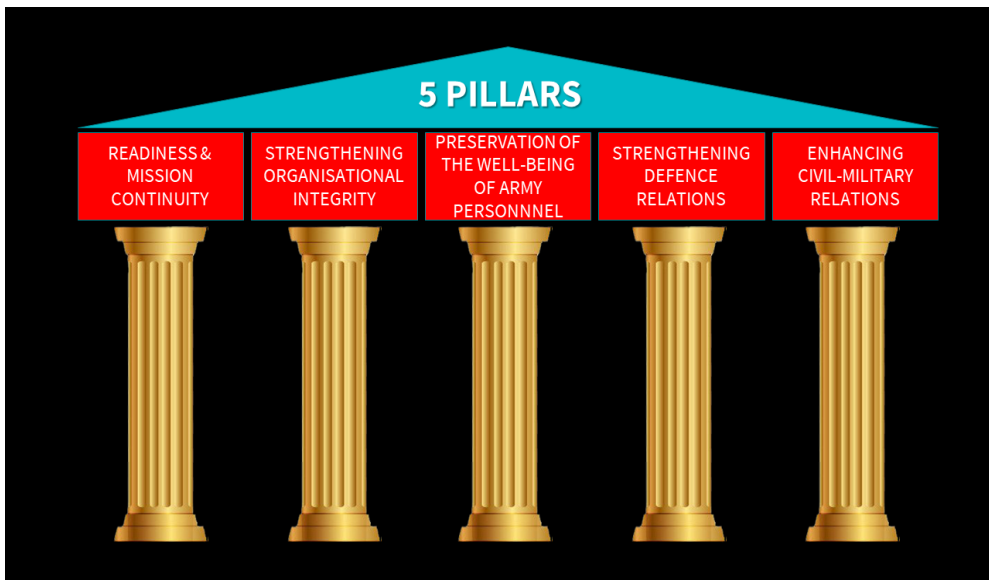 5 PILLARS
READINESS &
MISSION
CONTINUITY
STRENGTHENING
ORGANISATIONAL
INTEGRITY
PRESERVATION OF
THE WELL-BEING
OF ARMY
PERSONNNEL
STRENGTHENING
DEFENCE
RELATIONS
ENHANCING
CIVIL-MILITARY
RELATIONS